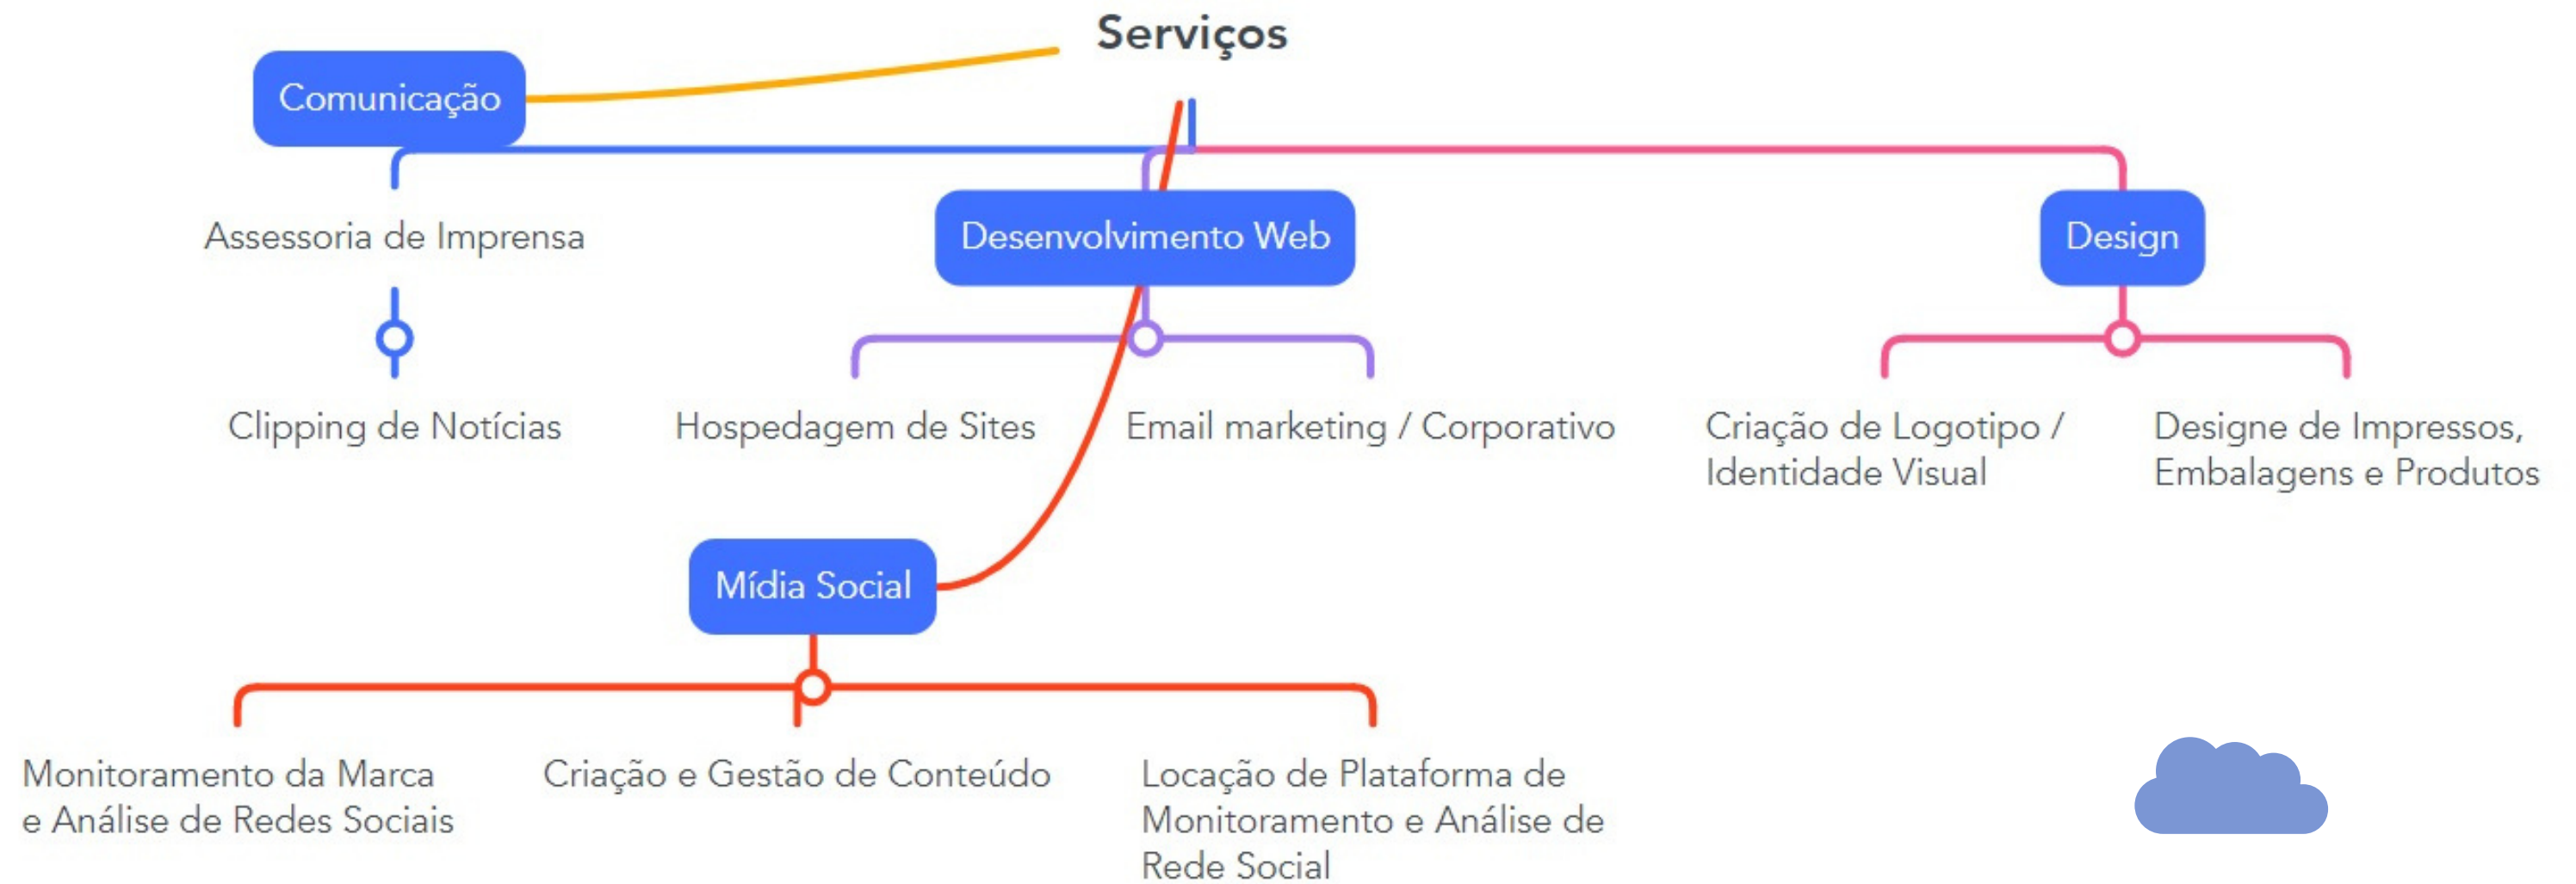 Serviços
Comunicação
Assessoria de Imprensa
Desenvolvimento Web
Design
Clipping de Notícias
Hospedagem de Sites
Email marketing / Corporativo
Criação de Logotipo /
Identidade Visual
Designe de Impressos,
Embalagens e Produtos
Mídia Social
Monitoramento da Marca
e Análise de Redes Sociais
Criação e Gestão de Conteúdo
Locação de Plataforma de
Monitoramento e Análise de
Rede Social